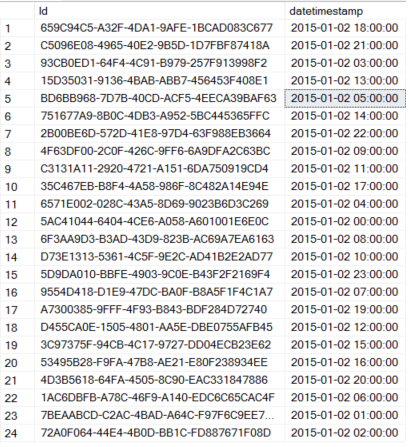 Id datetimestamp
1 659C94C5-A32F-4DA1-9AFE-1BCAD083C677 2015-01-02 18:00:00
2 C5096E08-4965-40E2-9B5D-1D7FBF87418A 2015-01-02 21:00:00
3 93CB0ED1-64F4-4C91-B979-257F913998F2 2015-01-02 03:00:00
4 15D35031-9136-4BAB-ABB7-456453F408E1 2015-01-02 13:00:00
5 BD6BB968-7D7B-40CD-ACF5-4EECA39BAF63 2015-01-02 05:00:00
6 751677A9-8B0C-4DB3-A952-5BC445365FFC 2015-01-02 14:00:00
7 2B00BE6D-572D-41E8-97D4-63F988EB3664 2015-01-02 22:00:00
8 4F63DF00-2C0F-426C-9FF6-6A9DFA2C63BC 2015-01-02 09:00:00
9 C3131A11-2920-4721-A151-6DA750919CD4 2015-01-02 11:00:00
10 35C467EB-B8F4-4A58-986F-8C482A14E94E 2015-01-02 17:00:00
11 6571E002-028C-43A5-8D69-9023B6D3C269 2015-01-02 04:00:00
12 5AC41044-6404-4CE6-A058-A601001E6E0C 2015-01-02 00:00:00
13 6F3AA9D3-B3AD-43D9-823B-AC69A7EA6163 2015-01-02 08:00:00
14 D73E1313-5361-4C5F-9E2C-AD41B2E2AD77 2015-01-02 10:00:00
15 5D9DA010-BBFE-4903-9C0E-B43F2F2169F4 2015-01-02 23:00:00
16 9554D418-D1E9-47DC-BA0F-B8A5F1F4C1A7 2015-01-02 07:00:00
17 A7300385-9FFF-4F93-B843-BDF284D72740 2015-01-02 19:00:00
18 D455CA0E-1505-4801-AA5E-DBE0755AFB45 2015-01-02 12:00:00
19 3C97375F-94CB-4C17-9727-DD04ECB23E62 2015-01-02 15:00:00
20 53495B28-F9FA-47B8-AE21-E80F238934EE 2015-01-02 16:00:00
21 4D3B5618-64FA-4505-8C90-EAC331847886 2015-01-02 20:00:00
22 1AC6DBFB-A78C-46F9-A140-EDC6C65CAC4F 2015-01-02 06:00:00
23 7BEAABCD-C2AC-4BAD-A64C-F97F6C9EE7... 2015-01-02 01:00:00
24 72A0F064-44E4-4B0D-BB1C-FD887671F08D 2015-01-02 02:00:00